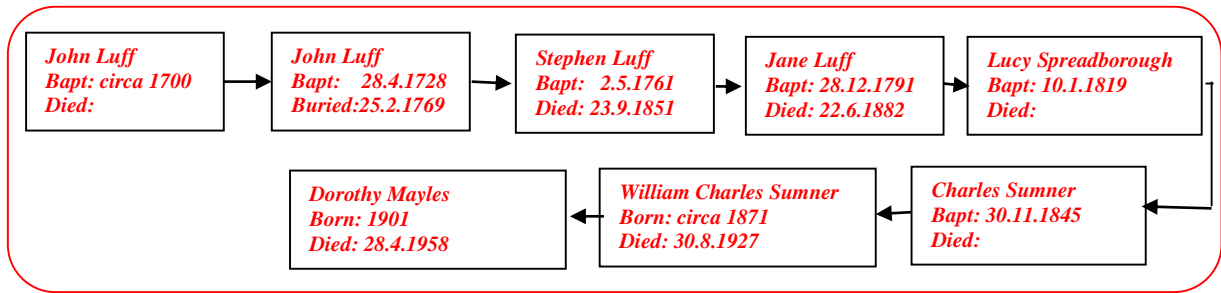 John Luff
Bapt: circa 1700
Died:
John Luff
Bapt: 28.4.1728
Buried:25.2.1769
Stephen Luff
Bapt: 2.5.1761
Died: 23.9.1851
Jane Luff
Bapt: 28.12.1791
Died: 22.6.1882
Lucy Spreadborough
Bapt: 10.1.1819
Died:
Charles Sumner
Bapt: 30.11.1845
Died:
William Charles Sumner
Born: circa 1871
Died: 30.8.1927
Dorothy Mayles
Born: 1901
Died: 28.4.1958